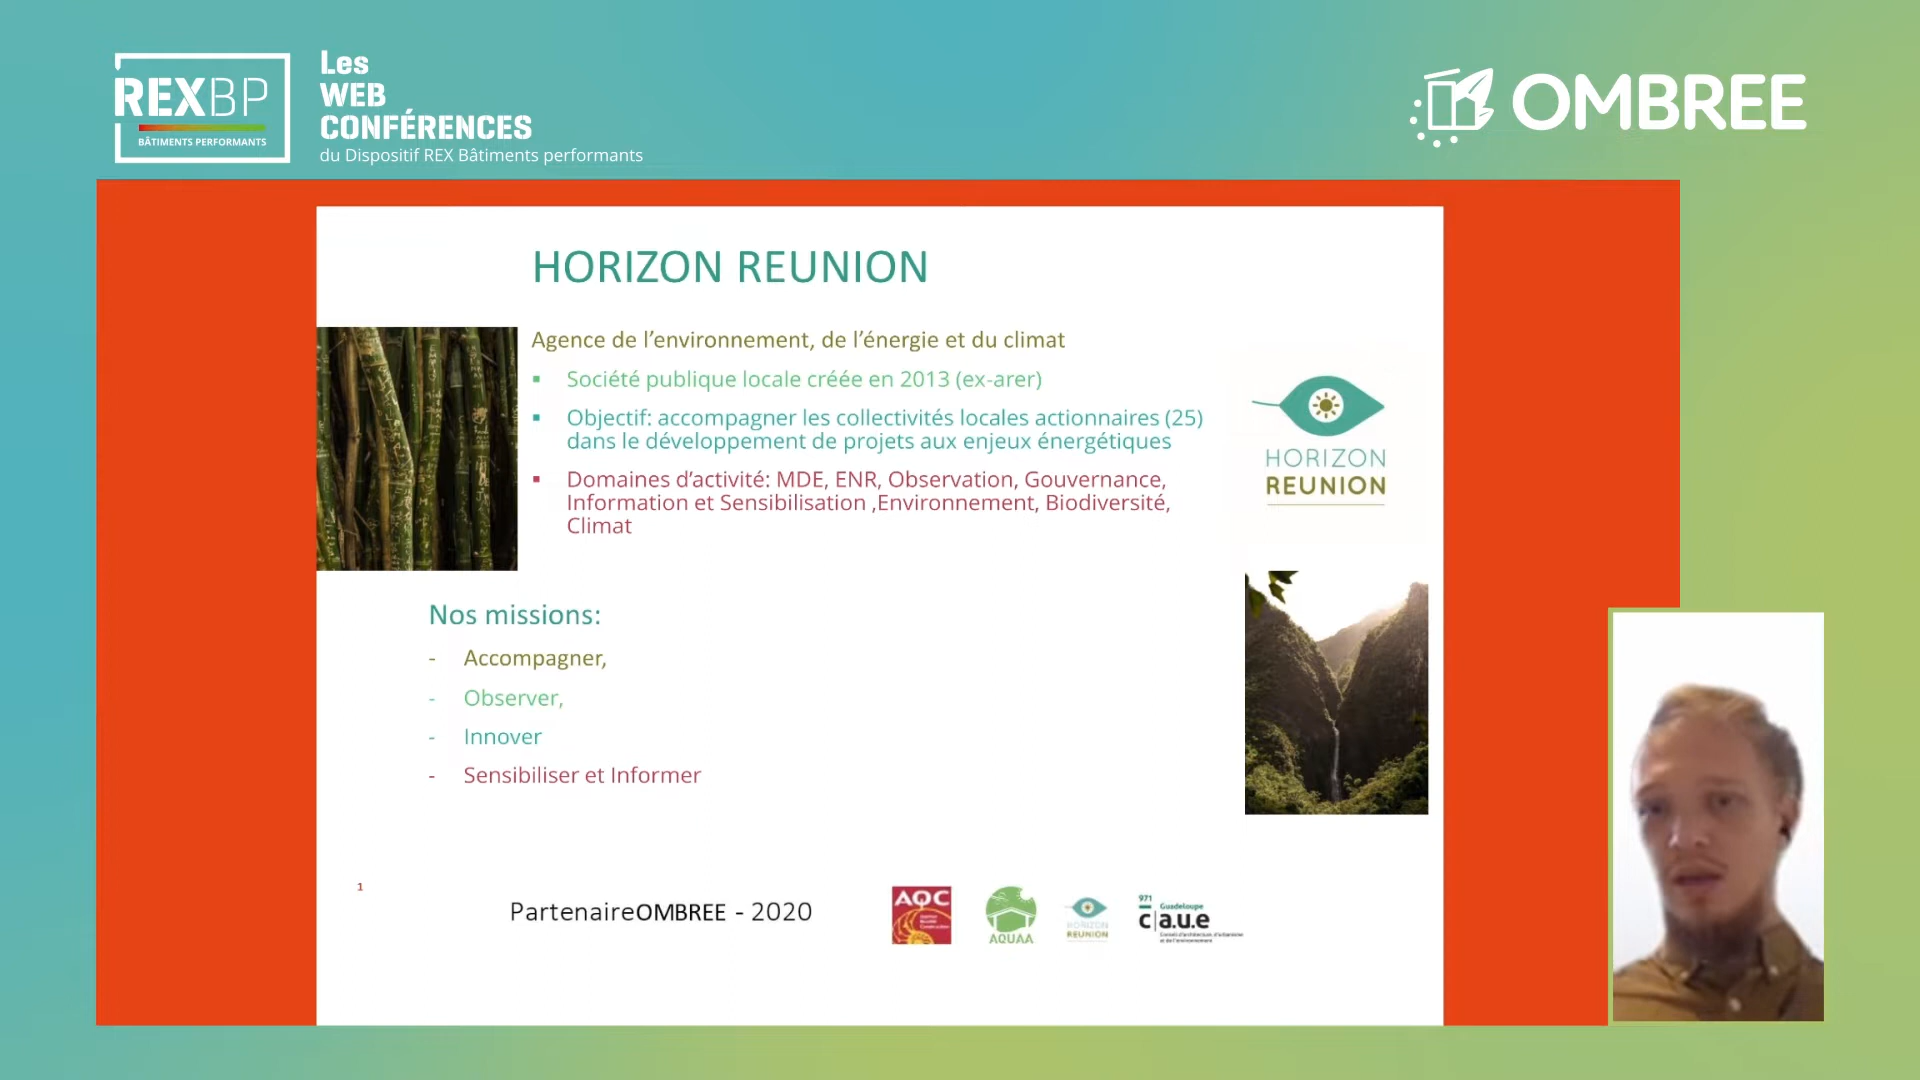 REXBP
BÂTIMENTS PERFORMANTS
Les
WEB
CONFÉRENCES
du Dispositif REX Bâtiments performants
OMBREE
HORIZON REUNION
Agence de l’environnement, de l’énergie et du climat
▪ Société publique locale créée en 2013 (ex-arer)
▪ Objectif: accompagner les collectivités locales actionnaires (25)
dans le développement de projets aux enjeux énergétiques
▪ Domaines d’activité: MDE, ENR, Observation, Gouvernance,
Information et Sensibilisation ,Environnement, Biodiversité,
Climat
HORIZON
REUNION
Nos missions:
- Accompagner,
- Observer,
- Innover
- Sensibiliser et Informer
1
PartenaireOMBREE - 2020
AQC
AQUAA
HORIZON
REUNION
971
Guadeloupe
c|a.u.e